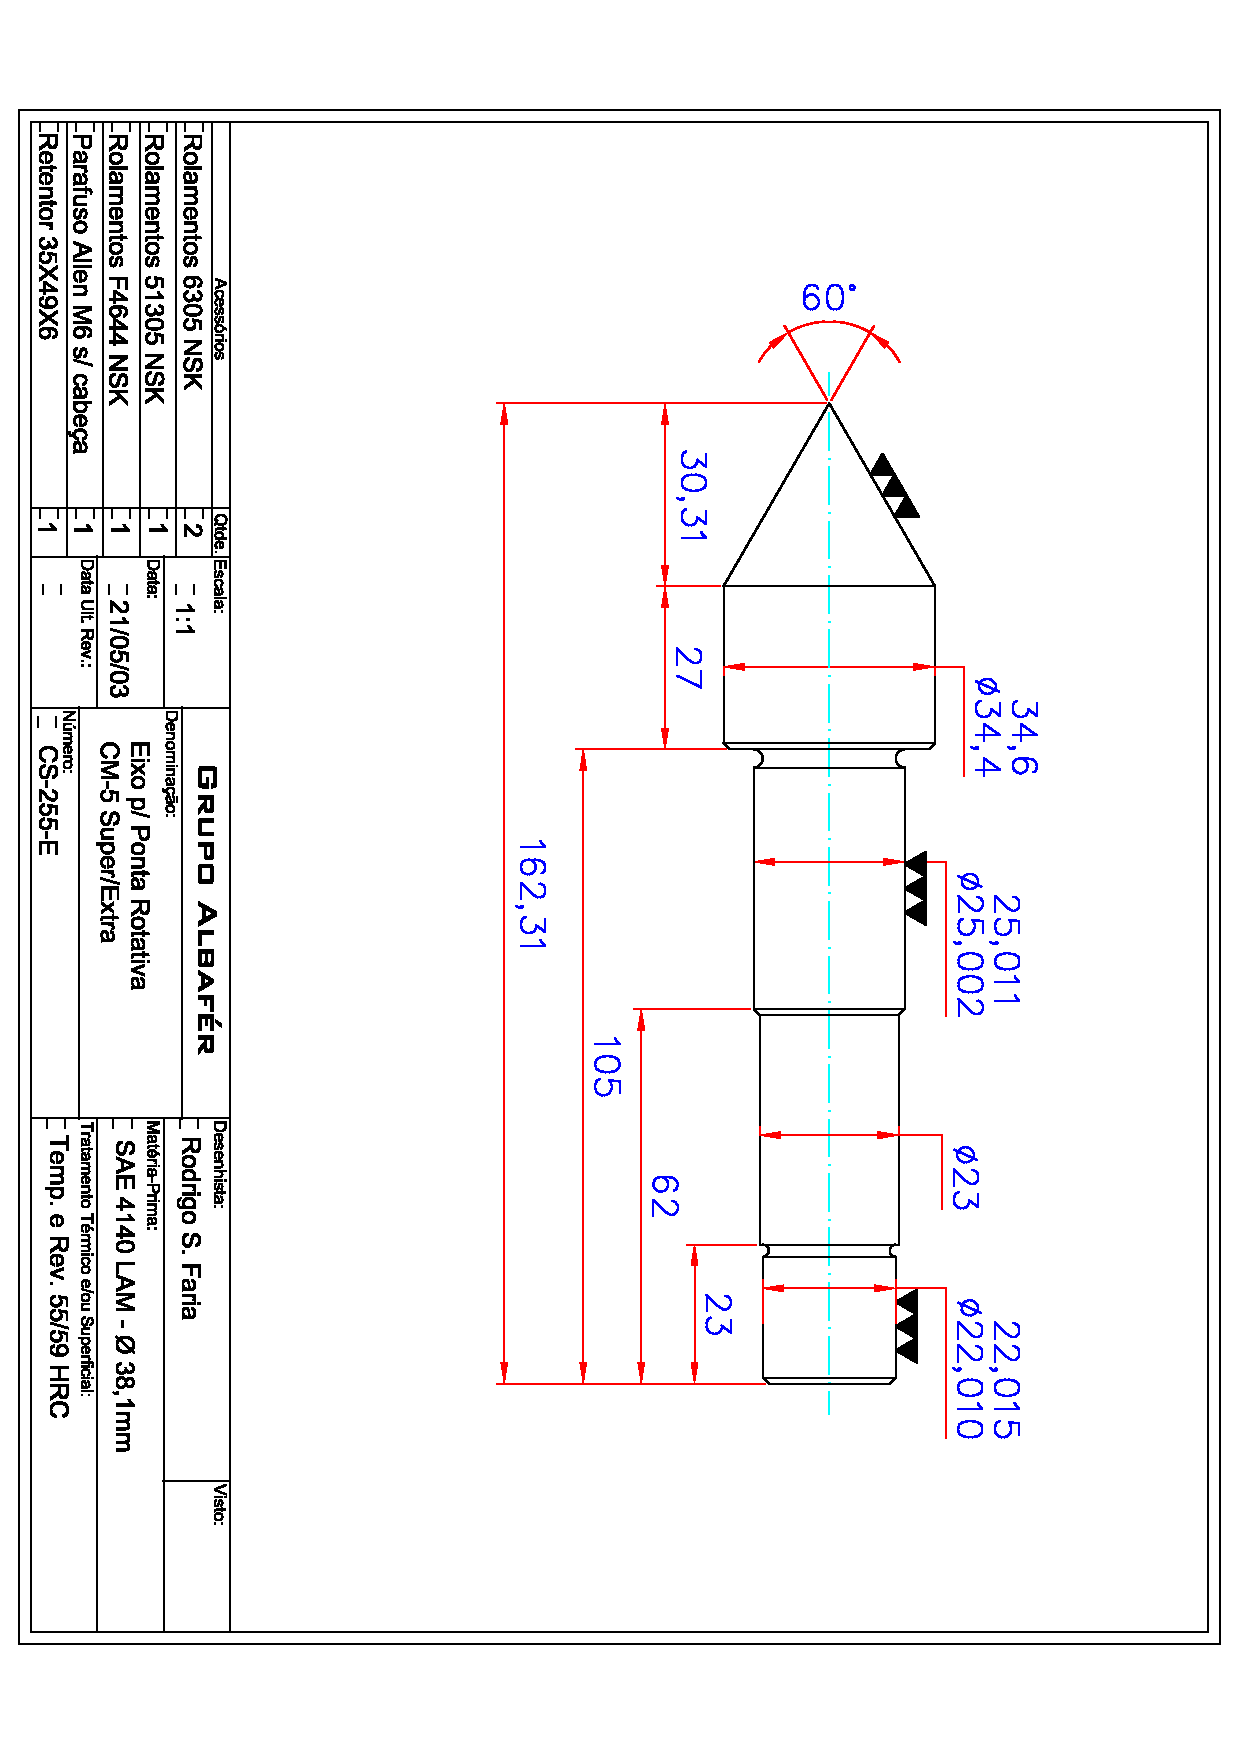 60°
30,31
27
34,6
ø34,4
25,011
ø25,002
ø23
22,015
ø22,010
162,31
105
62
23
Acessórios
Qtde.
_ Rolamentos 6305 NSK
_ 2
_ Rolamentos 51305 NSK
_ 1
_ Rolamentos F4644 NSK
_ 1
_ Parafuso Allen M6 s/ cabeça
_ 1
_ Retentor 35X49X6
_ 1
Escala:
_ 1:1
Data:
_ 21/05/03
Data Ult. Rev.:
_ _
GRUPO ALBAFÉR
Denominação:
Eixo p/ Ponta Rotativa
CM-5 Super/Extra
Número:
_ CS-255-E
Desenhista:
_ Rodrigo S. Faria
Visto:
Matéria-Prima:
_ SAE 4140 LAM - Ø 38,1mm
Tratamento Térmico e/ou Superficial:
_ Temp. e Rev. 55/59 HRC